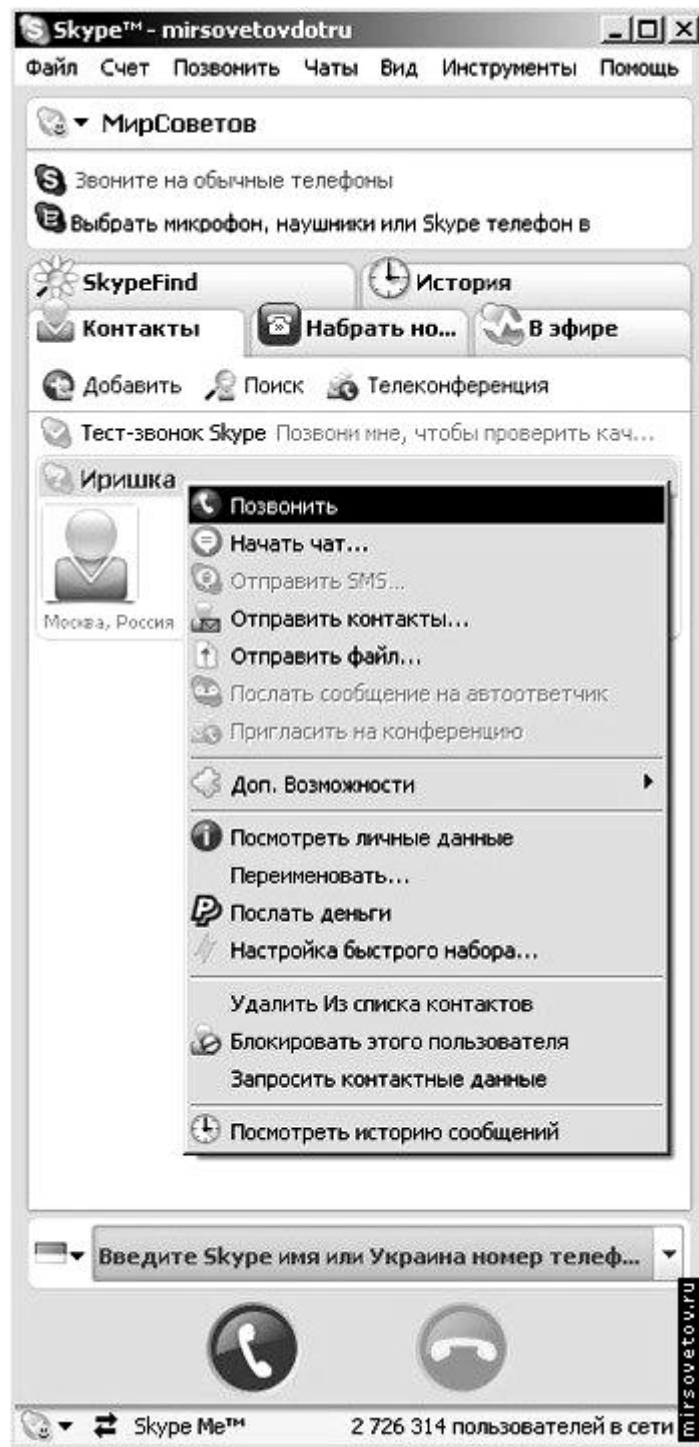 Skype™ - mirsovetovdotru
Файл Счет Позвонить Чаты Вид Инструменты Помощь
МирСоветов
Звоните на обычные телефоны
Выбрать микрофон, наушники или Skype телефон в
SkypeFind История
Контакты Набрать но... В эфире
Добавить Поиск Телеконференция
Тест-звонок Skype Позвони мне, чтобы проверить кач...
Иришка
Москва, Россия
Позвонить
Начать чат...
Отправить SMS...
Отправить контакты...
Отправить файл...
Послать сообщение на автоответчик
Пригласить на конференцию
Доп. Возможности
Посмотреть личные данные
Переименовать...
Послать деньги
Настройка быстрого набора...
Удалить Из списка контактов
Блокировать этого пользователя
Запросить контактные данные
Посмотреть историю сообщений
Введите Skype имя или Украина номер телеф...
Skype Me™ 2 726 314 пользователей в сети
mirsovetov.ru